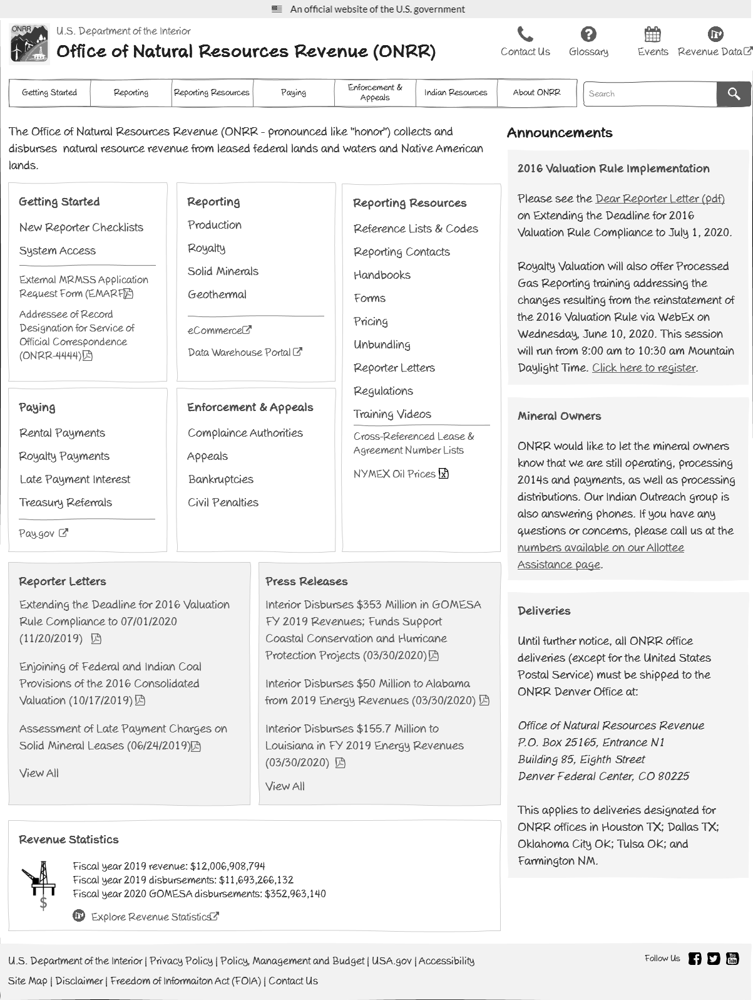 An official website of the U.S. government
ONRR
U.S. Department of the Interior
Office of Natural Resources Revenue (ONRR)
Contact Us
Glossary
Events
Revenue Data
Getting Started
Reporting
Reporting Resources
Paying
Enforcement &
Appeals
Indian Resources
About ONRR
Search
The Office of Natural Resources Revenue (ONRR - pronounced like "honor") collects and
disburses natural resource revenue from leased federal lands and waters and Native American
lands.
Getting Started
New Reporter Checklists
System Access
External MRMSS Application
Request Form (EMARF)
Addressee of Record
Designation for Service of
Official Correspondence
(ONRR-4444)
Reporting
Production
Royalty
Solid Minerals
Geothermal
eCommerce
Data Warehouse Portal
Reporting Resources
Reference Lists & Codes
Reporting Contacts
Handbooks
Forms
Pricing
Unbundling
Reporter Letters
Regulations
Training Videos
Cross-Referenced Lease &
Agreement Number Lists
NYMEX Oil Prices
Paying
Rental Payments
Royalty Payments
Late Payment Interest
Treasury Referrals
Pay.gov
Enforcement & Appeals
Complaince Authorities
Appeals
Bankruptcies
Civil Penalties
Reporter Letters
Extending the Deadline for 2016 Valuation
Rule Compliance to 07/01/2020
(11/20/2019)
Enjoining of Federal and Indian Coal
Provisions of the 2016 Consolidated
Valuation (10/17/2019)
Assessment of Late Payment Charges on
Solid Mineral Leases (06/24/2019)
View All
Press Releases
Interior Disburses $353 Million in GOMESA
FY 2019 Revenues; Funds Support
Coastal Conservation and Hurricane
Protection Projects (03/30/2020)
Interior Disburses $50 Million to Alabama
from 2019 Energy Revenues (03/30/2020)
Interior Disburses $155.7 Million to
Louisiana in FY 2019 Energy Revenues
(03/30/2020)
View All
Revenue Statistics
$
Fiscal year 2019 revenue: $12,006,908,794
Fiscal year 2019 disbursements: $11,693,266,132
Fiscal year 2020 GOMESA disbursements: $352,963,140
Explore Revenue Statistics
Announcements
2016 Valuation Rule Implementation
Please see the Dear Reporter Letter (pdf)
on Extending the Deadline for 2016
Valuation Rule Compliance to July 1, 2020.
Royalty Valuation will also offer Processed
Gas Reporting training addressing the
changes resulting from the reinstatement of
the 2016 Valuation Rule via WebEx on
Wednesday, June 10, 2020. This session
will run from 8:00 am to 10:30 am Mountain
Daylight Time. Click here to register.
Mineral Owners
ONRR would like to let the mineral owners
know that we are still operating, processing
2014s and payments, as well as processing
distributions. Our Indian Outreach group is
also answering phones. If you have any
questions or concerns, please call us at the
numbers available on our Allottee
Assistance page.
Deliveries
Until further notice, all ONRR office
deliveries (except for the United States
Postal Service) must be shipped to the
ONRR Denver Office at:
Office of Natural Resources Revenue
P.O. Box 25165, Entrance N1
Building 85, Eighth Street
Denver Federal Center, CO 80225
This applies to deliveries designated for
ONRR offices in Houston TX; Dallas TX;
Oklahoma City OK; Tulsa OK; and
Farmington NM.
U.S. Department of the Interior | Privacy Policy | Policy, Management and Budget | USA.gov | Accessibility
Site Map | Disclaimer | Freedom of Informaiton Act (FOIA) | Contact Us
Follow Us
You
Tube